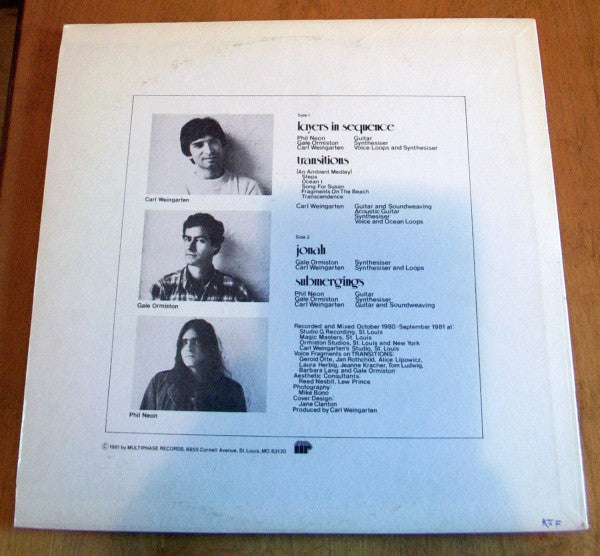 Carl Weingarten
Gale Ormiston
Phil Neon
Side 1
layers in sequence
Phil Neon Guitar
Gale Ormiston Synthesiser
Carl Weingarten Voice Loops and Synthesiser
transitions
(An Ambient Medley)
Steps
Ocean I
Song For Susan
Fragments On The Beach
Transcendence
Carl Weingarten Guitar and Soundweaving
Acoustic Guitar
Synthesiser
Voice and Ocean Loops
Side 2
jonah
Gale Ormiston Synthesiser
Carl Weingarten Synthesiser and Loops
submergings
Phil Neon Guitar
Gale Ormiston Synthesiser
Carl Weingarten Guitar and Soundweaving
Recorded and Mixed October 1980-September 1981 at:
Studio G Recording, St. Louis
Magic Masters, St. Louis
Ormiston Studios, St. Louis and New York
Carl Weingarten's Studio, St. Louis
Voice Fragments on TRANSITIONS:
Gerold Otte, Jan Rothchild, Alice Lipowicz,
Laura Herbig, Jeanne Kracher, Tom Ludwig,
Barbara Lang and Gale Ormiston
Aesthetic Consultants:
Reed Nesbit, Lew Prince
Photography:
Mike Bono
Cover Design:
Jane Clanton
Produced by Carl Weingarten
© 1981 by MULTIPHASE RECORDS, 6955 Cornell Avenue, St. Louis, MO 63130